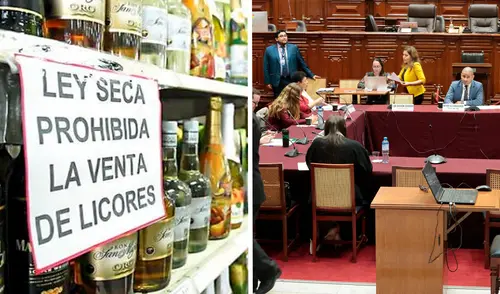 LEY SECA
PROHIBIDA
LA VENTA
DE LICORES